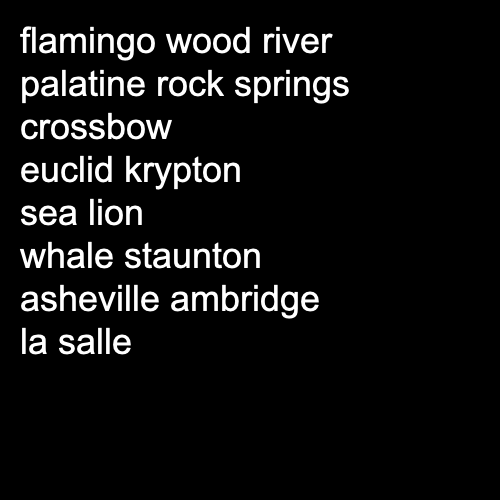 flamingo wood river
palatine rock springs
crossbow
euclid krypton
sea lion
whale staunton
asheville ambridge
la salle